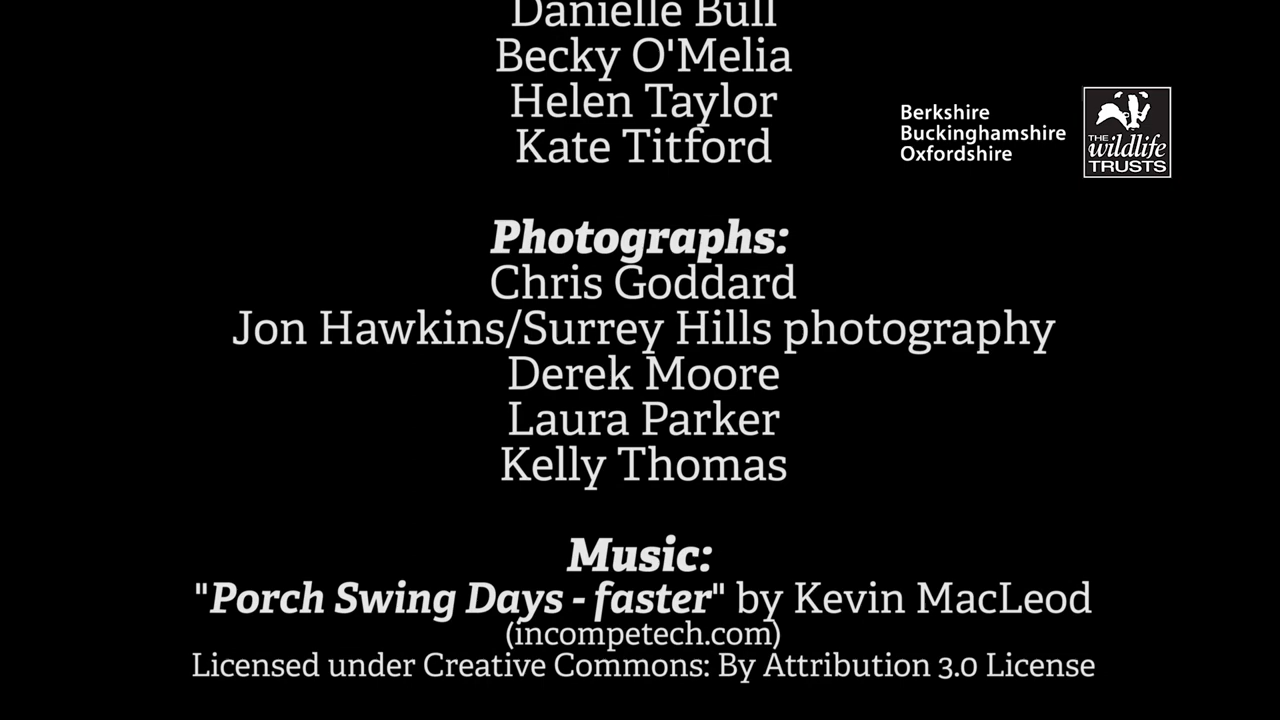 Danielle Bull
Becky O'Melia
Helen Taylor
Kate Titford
Berkshire
Buckinghamshire
Oxfordshire
THE
wildlife
TRUSTS
Photographs:
Chris Goddard
Jon Hawkins/Surrey Hills photography
Derek Moore
Laura Parker
Kelly Thomas
Music:
"Porch Swing Days - faster" by Kevin MacLeod
(incompetech.com)
Licensed under Creative Commons: By Attribution 3.0 License